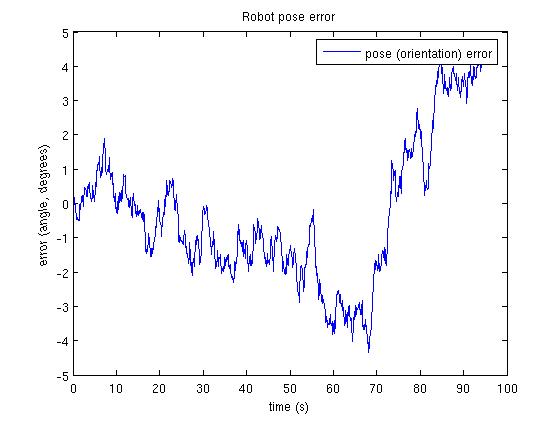 Robot pose error
pose (orientation) error
5
4
3
2
1
0
-1
-2
-3
-4
-5
error (angle, degrees)
0 10 20 30 40 50 60 70 80 90 100
time (s)